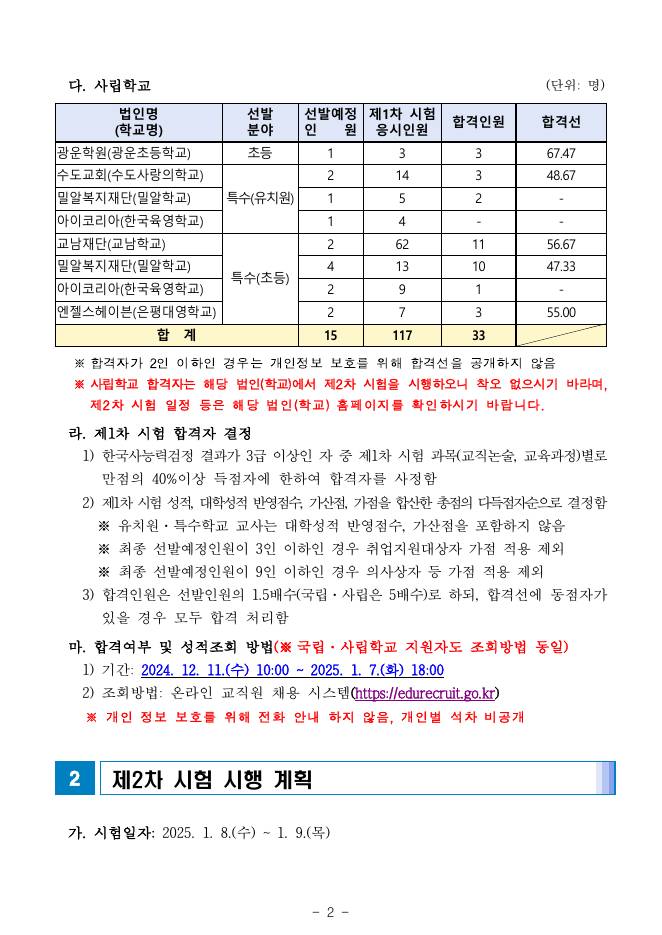 다. 사립학교 (단위: 명)
법인명 (학교명) 선발 분야 선발예정 인 원 제1차 시험 응시인원 합격인원 합격선
광운학원(광운초등학교) 초등 1 3 3 67.47
수도교회(수도사랑의학교) 특수(유치원) 2 14 3 48.67
밀알복지재단(밀알학교) 1 5 2 -
아이코리아(한국육영학교) 1 4 - -
교남재단(교남학교) 특수(초등) 2 62 11 56.67
밀알복지재단(밀알학교) 4 13 10 47.33
아이코리아(한국육영학교) 2 9 1 -
엔젤스헤이븐(은평대영학교) 2 7 3 55.00
합 계 15 117 33
※ 합격자가 2인 이하인 경우는 개인정보 보호를 위해 합격선을 공개하지 않음
※ 사립학교 합격자는 해당 법인(학교)에서 제2차 시험을 시행하오니 착오 없으시기 바라며,
제2차 시험 일정 등은 해당 법인(학교) 홈페이지를 확인하시기 바랍니다.
라. 제1차 시험 합격자 결정
1) 한국사능력검정 결과가 3급 이상인 자 중 제1차 시험 과목(교직논술, 교육과정)별로
만점의 40%이상 득점자에 한하여 합격자를 사정함
2) 제1차 시험 성적, 대학성적 반영점수, 가산점, 가점을 합산한 총점의 다득점자순으로 결정함
※ 유치원·특수학교 교사는 대학성적 반영점수, 가산점을 포함하지 않음
※ 최종 선발예정인원이 3인 이하인 경우 취업지원대상자 가점 적용 제외
※ 최종 선발예정인원이 9인 이하인 경우 의사상자 등 가점 적용 제외
3) 합격인원은 선발인원의 1.5배수(국립·사립은 5배수)로 하되, 합격선에 동점자가
있을 경우 모두 합격 처리함
마. 합격여부 및 성적조회 방법(※ 국립·사립학교 지원자도 조회방법 동일)
1) 기간: 2024. 12. 11.(수) 10:00 ~ 2025. 1. 7.(화) 18:00
2) 조회방법: 온라인 교직원 채용 시스템(https://edurecruit.go.kr)
※ 개인 정보 보호를 위해 전화 안내 하지 않음, 개인별 석차 비공개
2 제2차 시험 시행 계획
가. 시험일자: 2025. 1. 8.(수) ~ 1. 9.(목)
- 2 -